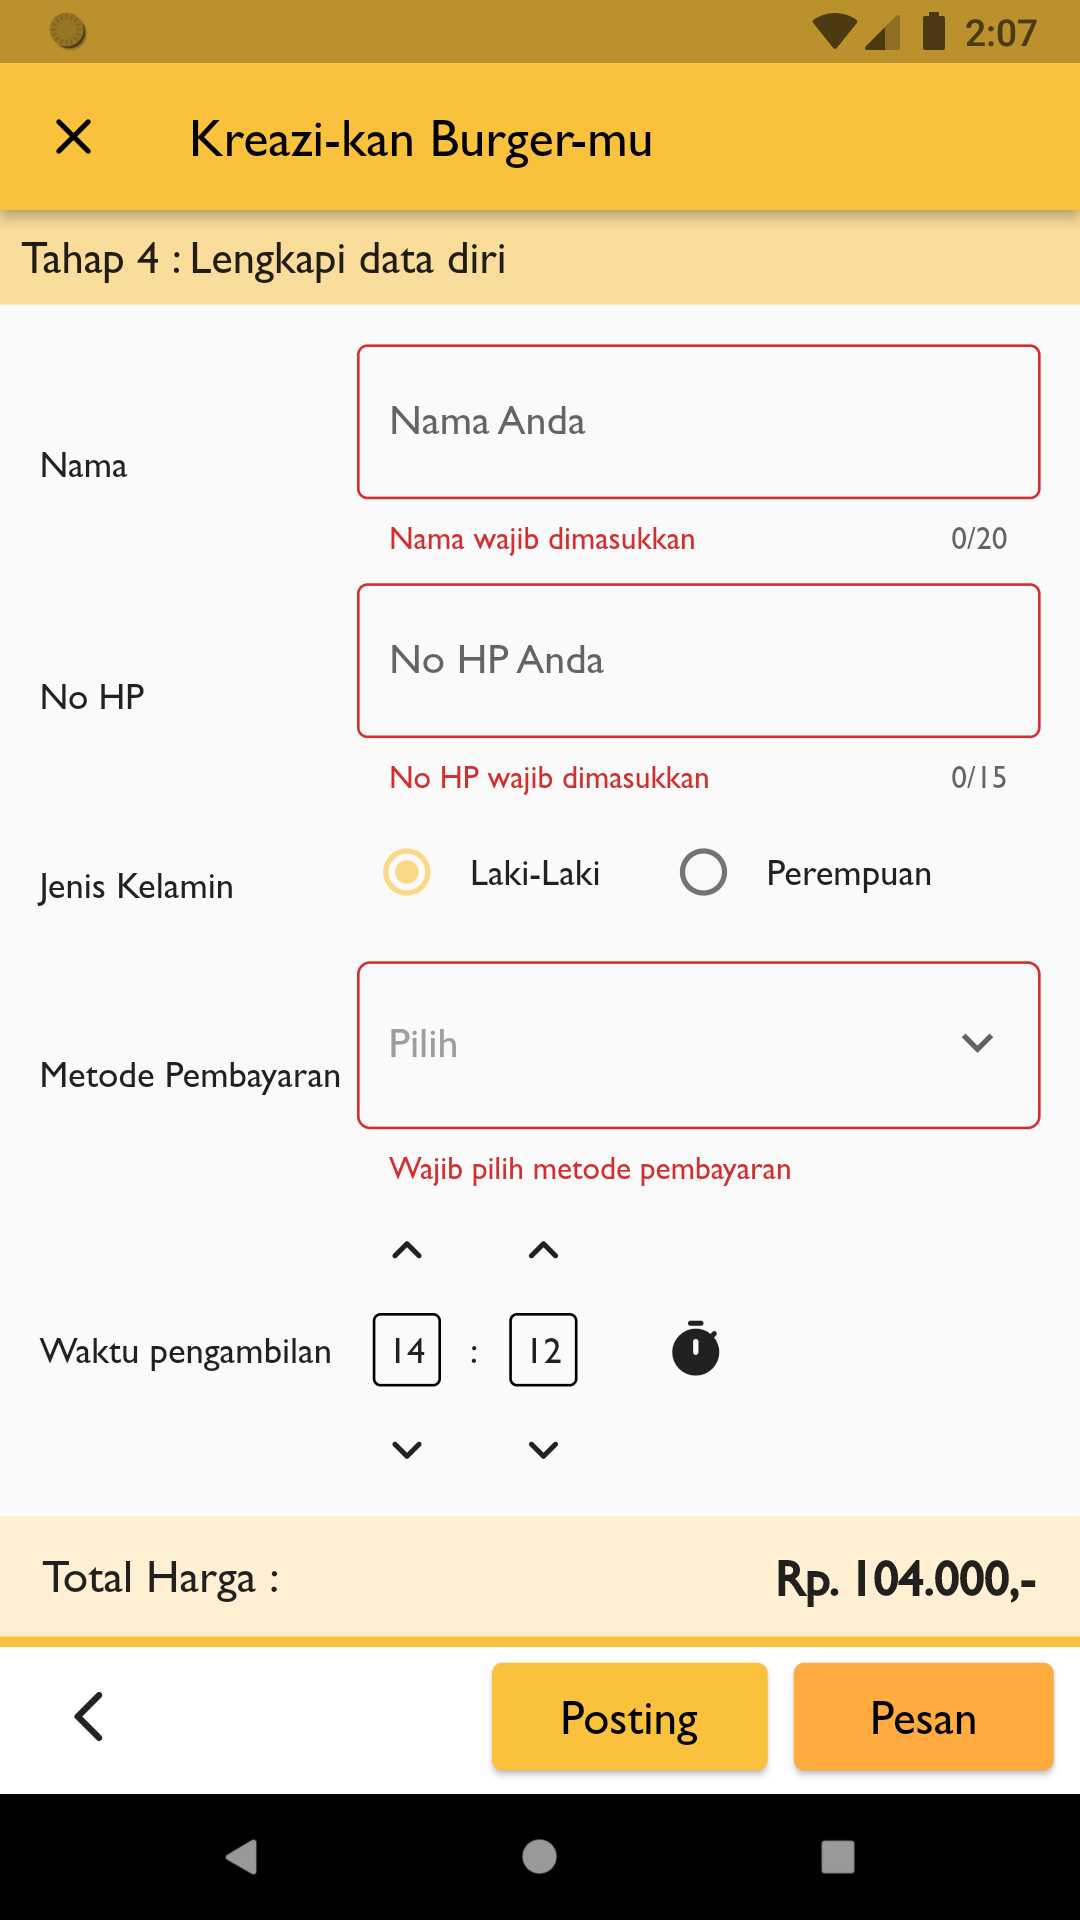 2:07
Kreazi-kan Burger-mu
Tahap 4 : Lengkapi data diri
Nama
Nama Anda
Nama wajib dimasukkan 0/20
No HP
No HP Anda
No HP wajib dimasukkan 0/15
Jenis Kelamin Laki-Laki Perempuan
Metode Pembayaran
Pilih
Wajib pilih metode pembayaran
Waktu pengambilan 14 : 12
Total Harga : Rp. 104.000,-
Posting Pesan